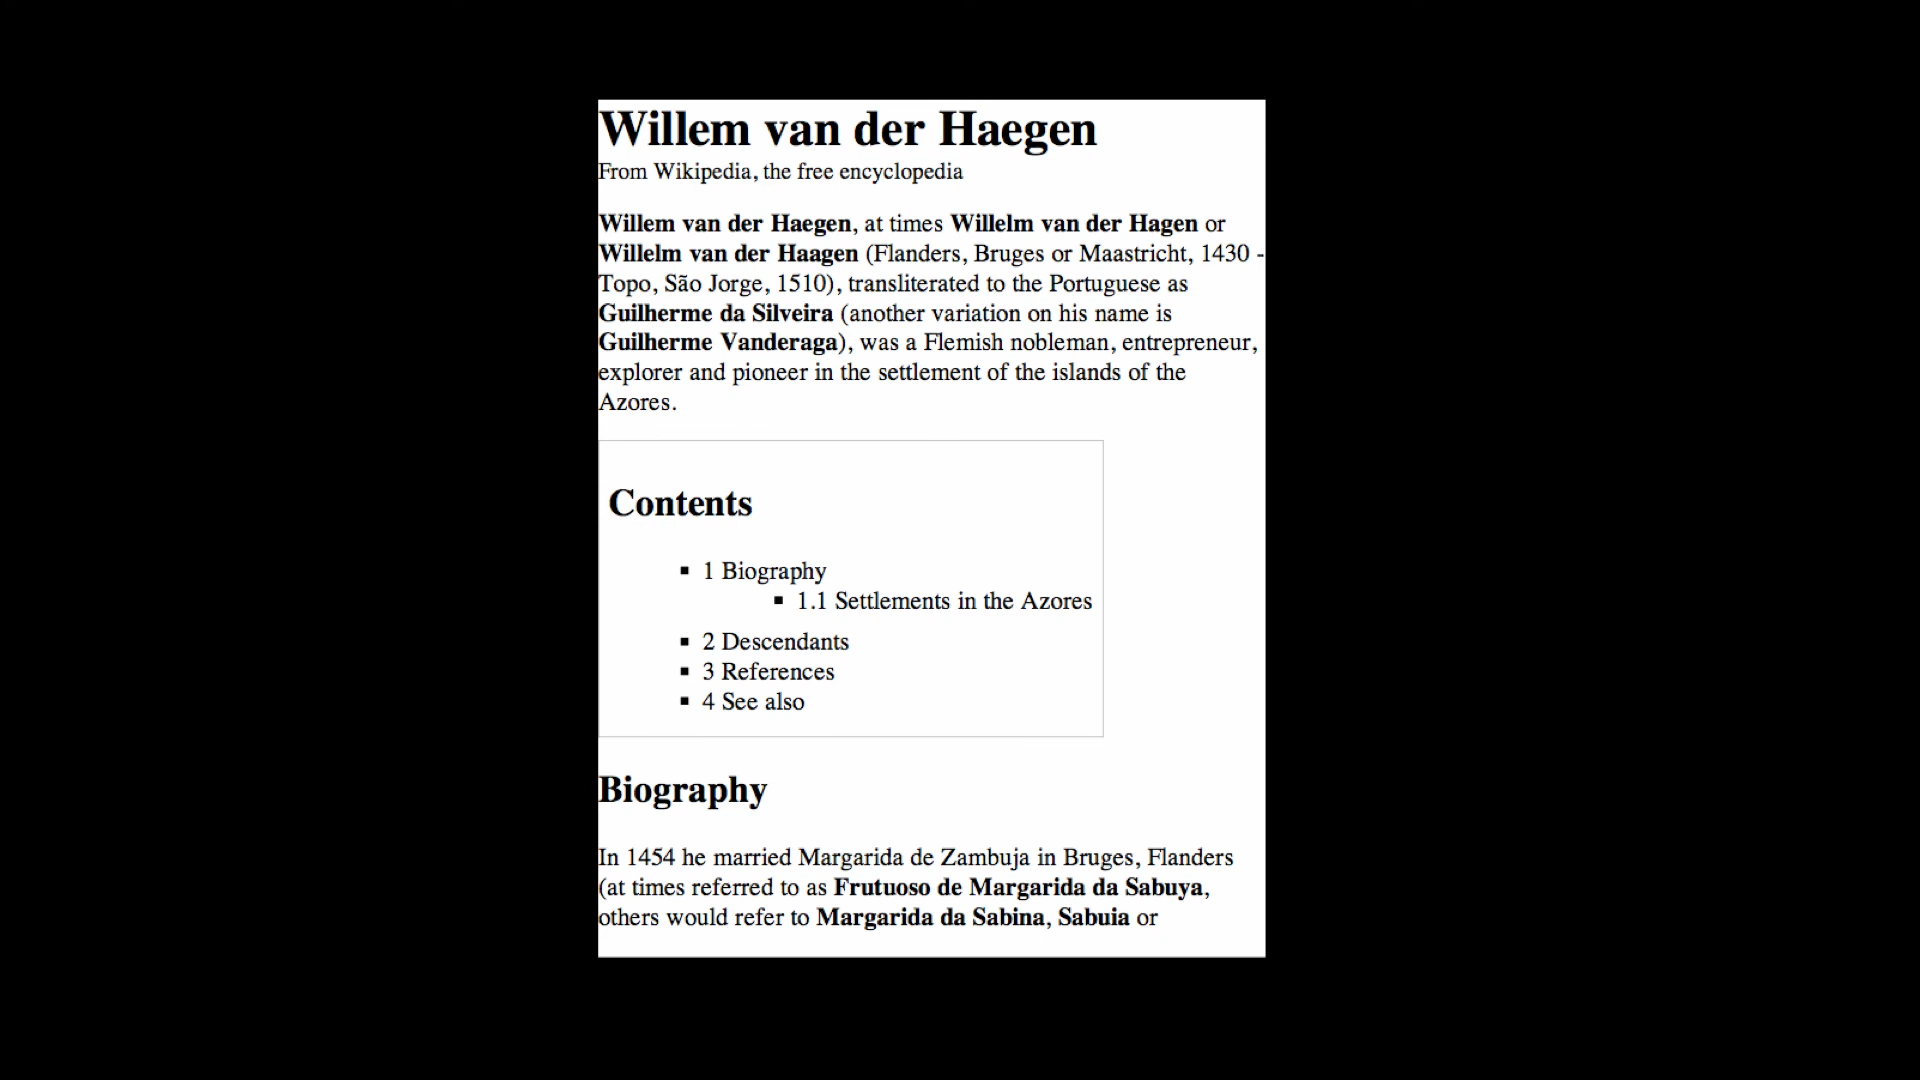 Willem van der Haegen
From Wikipedia, the free encyclopedia
Willem van der Haegen, at times Willelm van der Hagen or
Willelm van der Haagen (Flanders, Bruges or Maastricht, 1430 -
Topo, São Jorge, 1510), transliterated to the Portuguese as
Guilherme da Silveira (another variation on his name is
Guilherme Vanderaga), was a Flemish nobleman, entrepreneur,
explorer and pioneer in the settlement of the islands of the
Azores.
Contents
▪ 1 Biography
▪ 1.1 Settlements in the Azores
▪ 2 Descendants
▪ 3 References
▪ 4 See also
Biography
In 1454 he married Margarida de Zambuja in Bruges, Flanders
(at times referred to as Frutuoso de Margarida da Sabuya,
others would refer to Margarida da Sabina, Sabuia or